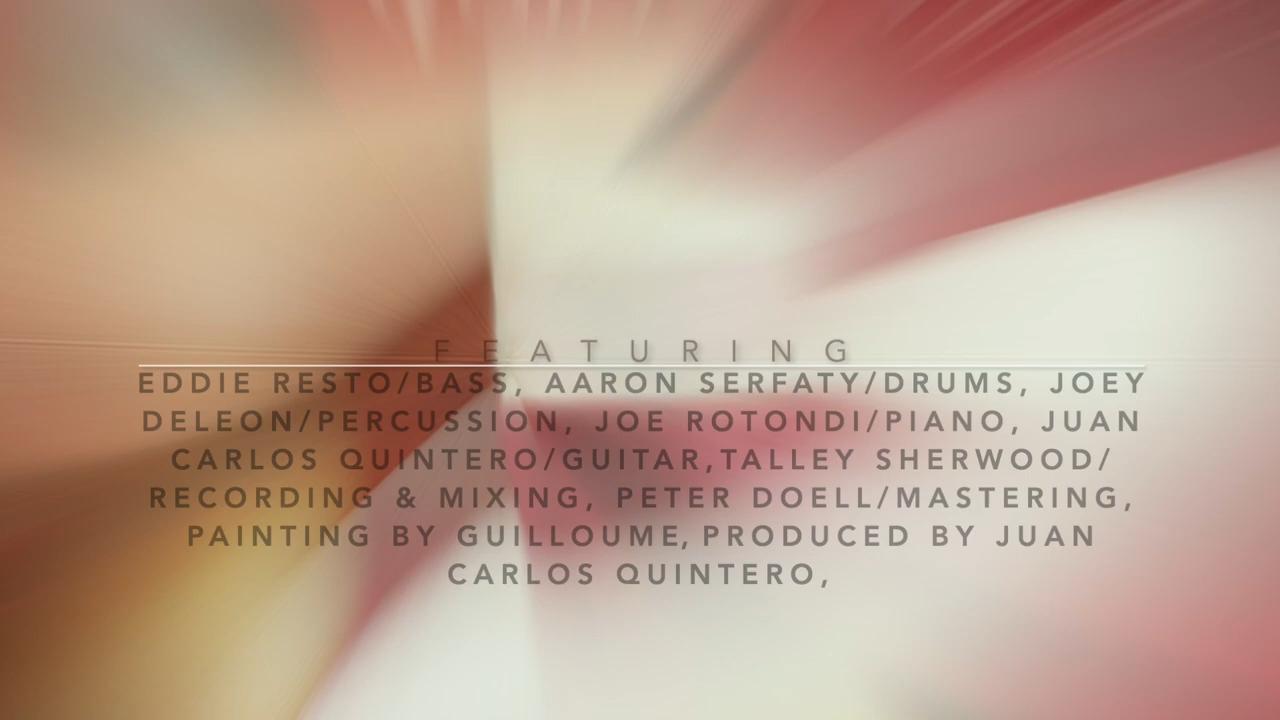 FEATURING
EDDIE RESTO/BASS, AARON SERFATY/DRUMS, JOEY
DELEON/PERCUSSION, JOE ROTONDI/PIANO, JUAN
CARLOS QUINTERO/GUITAR,TALLEY SHERWOOD/
RECORDING & MIXING, PETER DOELL/MASTERING,
PAINTING BY GUILLOUME,PRODUCED BY JUAN
CARLOS QUINTERO,